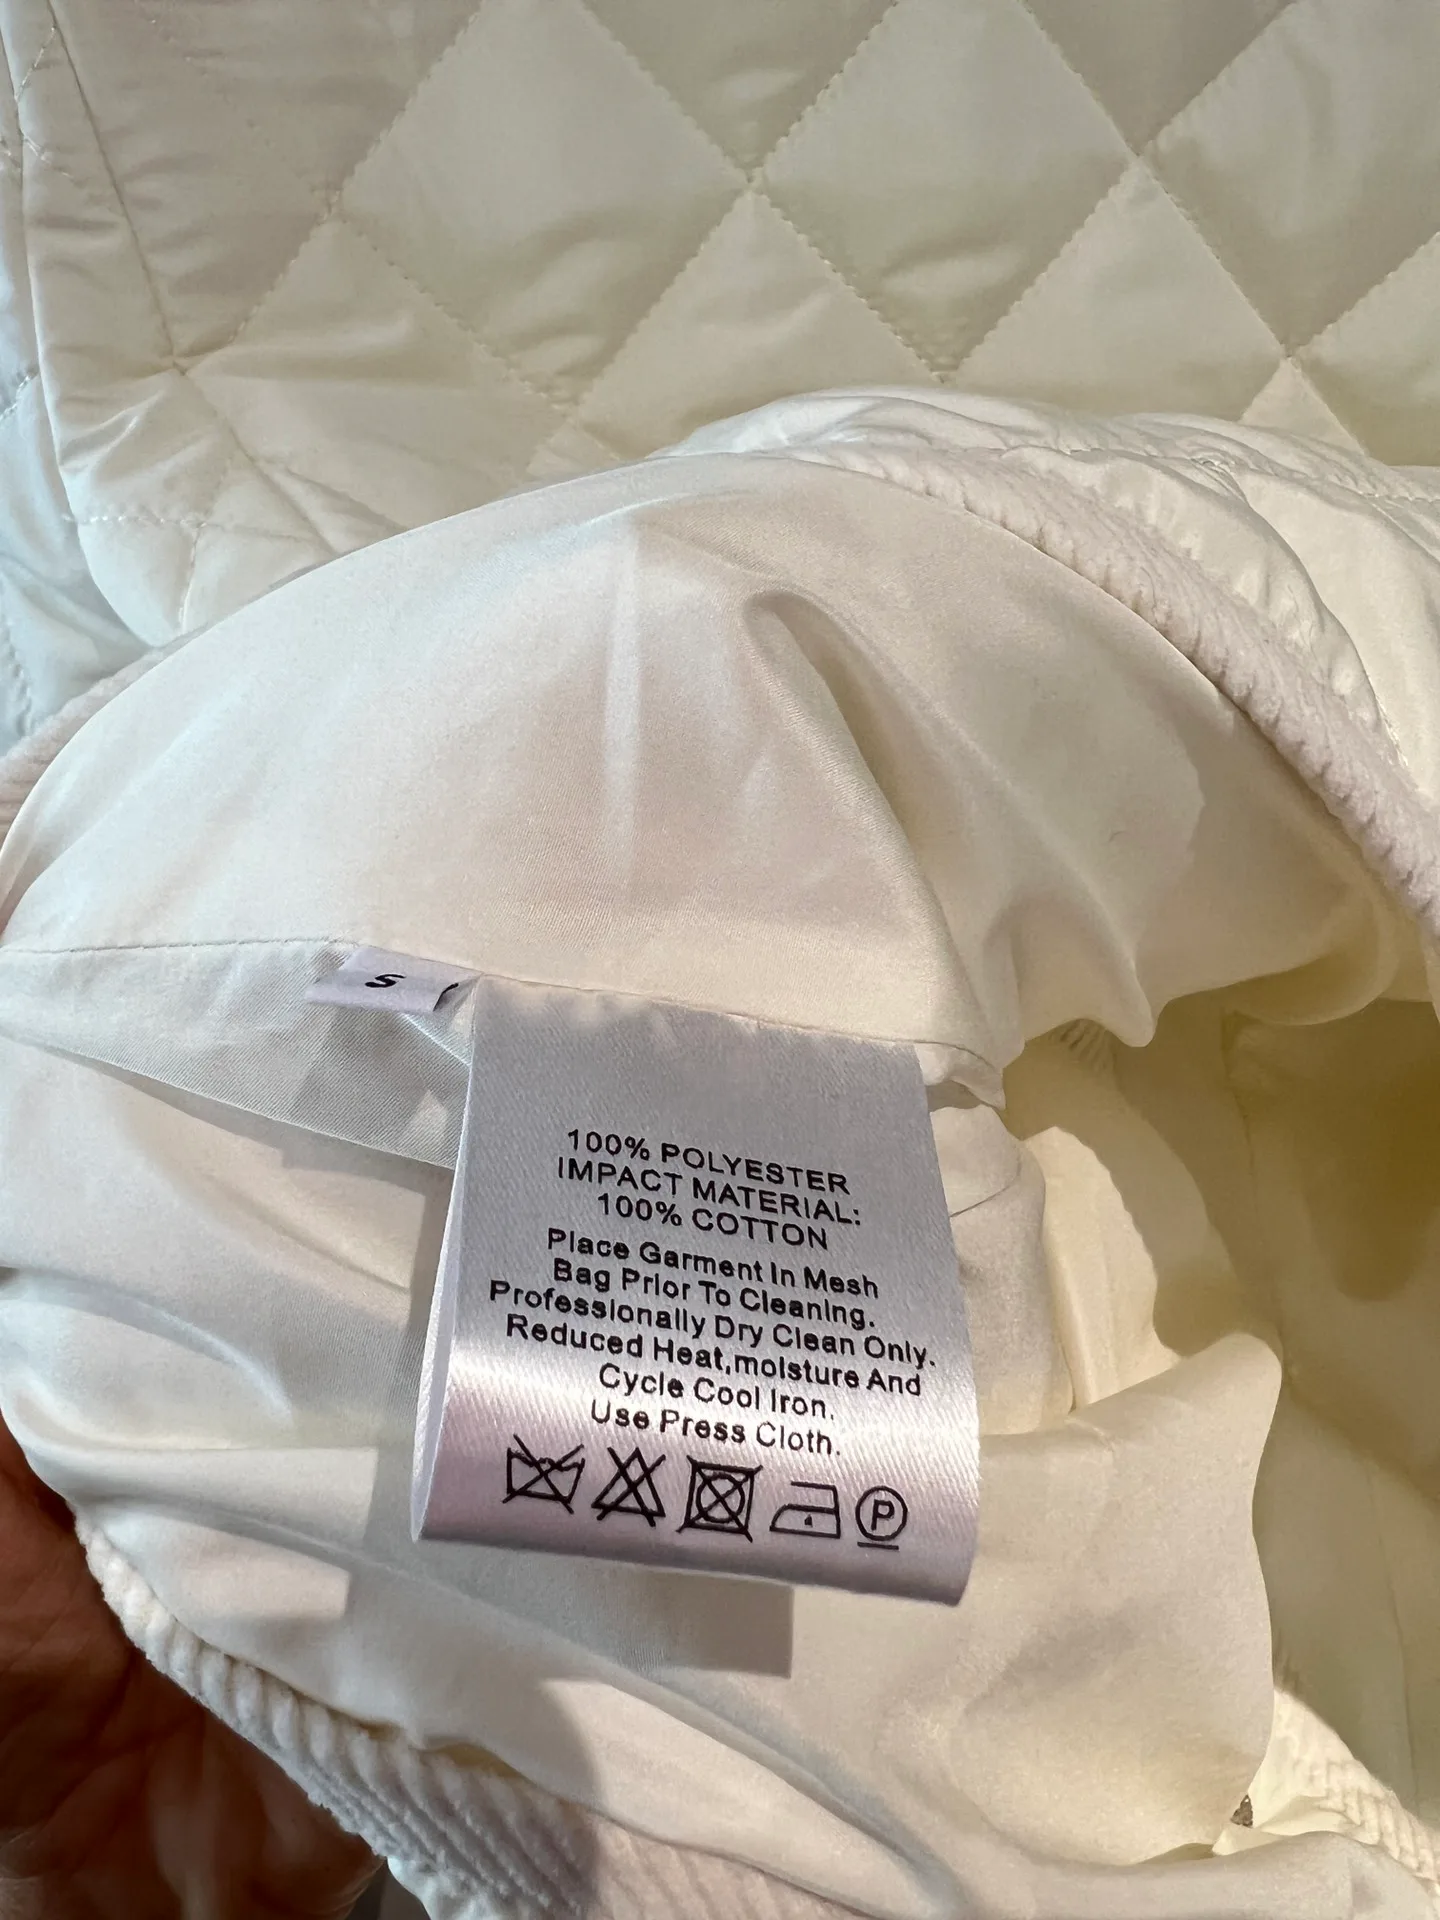 S
100% POLYESTER
IMPACT MATERIAL:
100% COTTON
Place Garment In Mesh
Bag Prior To Cleaning.
Professionally Dry Clean Only.
Reduced Heat,moisture And
Cycle Cool Iron.
Use Press Cloth.
P